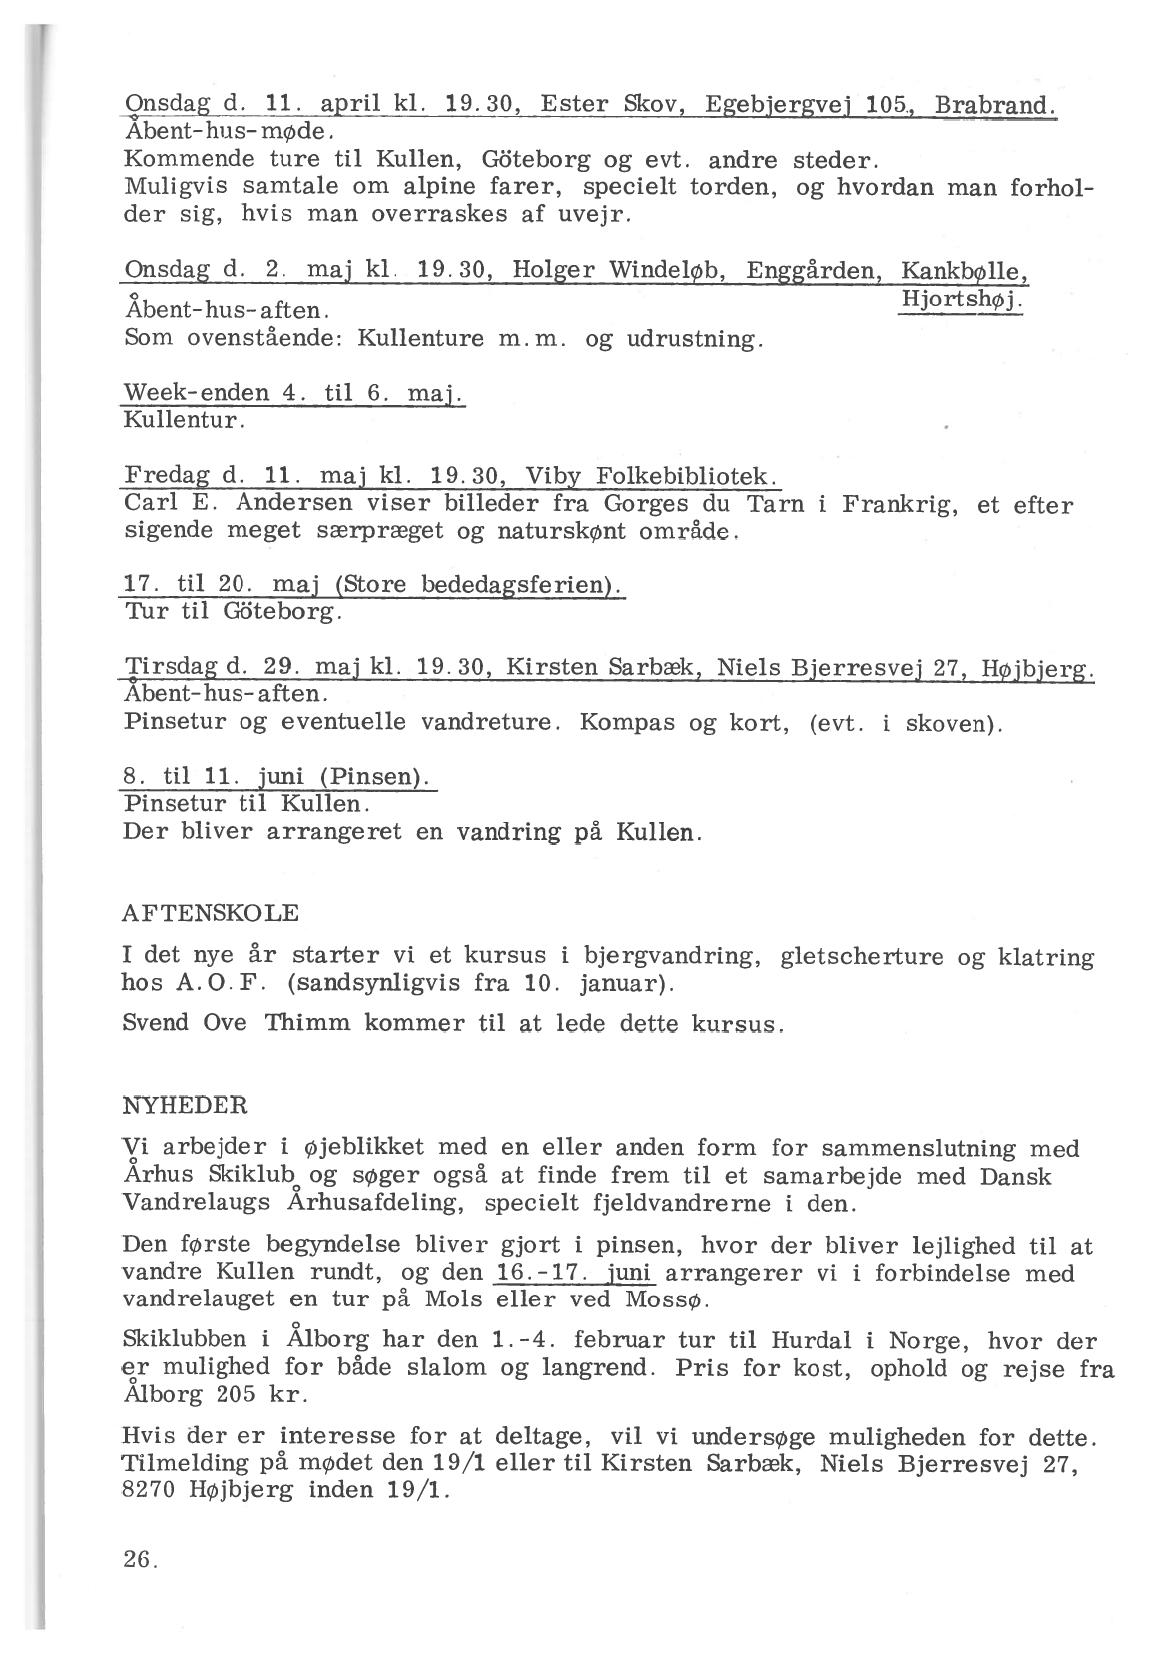 Onsdag d. 11. april kl. 19.30, Ester Skov, Egebjergvej 105., Brabrand.
Åbent-hus-møde.
Kommende ture til Kullen, Göteborg og evt. andre steder.
Muligvis samtale om alpine farer, specielt torden, og hvordan man forhol-
der sig, hvis man overraskes af uvejr.
Onsdag d. 2. maj kl. 19.30, Holger Windeløb, Enggården, Kankbølle,
Hjortshøj.
Åbent-hus-aften.
Som ovenstående: Kullenture m.m. og udrustning.
Week-enden 4. til 6. maj.
Kullentur.
Fredag d. 11. maj kl. 19.30, Viby Folkebibliotek.
Carl E. Andersen viser billeder fra Gorges du Tarn i Frankrig, et efter
sigende meget særpræget og naturskønt område.
17. til 20. maj (Store bededagsferien).
Tur til Göteborg.
Tirsdag d. 29. maj kl. 19.30, Kirsten Sarbæk, Niels Bjerresvej 27, Højbjerg.
Åbent-hus-aften.
Pinsetur og eventuelle vandreture. Kompas og kort, (evt. i skoven).
8. til 11. juni (Pinsen).
Pinsetur til Kullen.
Der bliver arrangeret en vandring på Kullen.
AFTENSKOLE
I det nye år starter vi et kursus i bjergvandring, gletscherture og klatring
hos A.O.F. (sandsynligvis fra 10. januar).
Svend Ove Thimm kommer til at lede dette kursus.
NYHEDER
Vi arbejder i øjeblikket med en eller anden form for sammenslutning med
Århus Skiklub og søger også at finde frem til et samarbejde med Dansk
Vandrelaugs Århusafdeling, specielt fjeldvandrerne i den.
Den første begyndelse bliver gjort i pinsen, hvor der bliver lejlighed til at
vandre Kullen rundt, og den 16.-17. juni arrangerer vi i forbindelse med
vandrelauget en tur på Mols eller ved Mossø.
Skiklubben i Ålborg har den 1.-4. februar tur til Hurdal i Norge, hvor der
er mulighed for både slalom og langrend. Pris for kost, ophold og rejse fra
Ålborg 205 kr.
Hvis der er interesse for at deltage, vil vi undersøge muligheden for dette.
Tilmelding på mødet den 19/1 eller til Kirsten Sarbæk, Niels Bjerresvej 27,
8270 Højbjerg inden 19/1.
26.